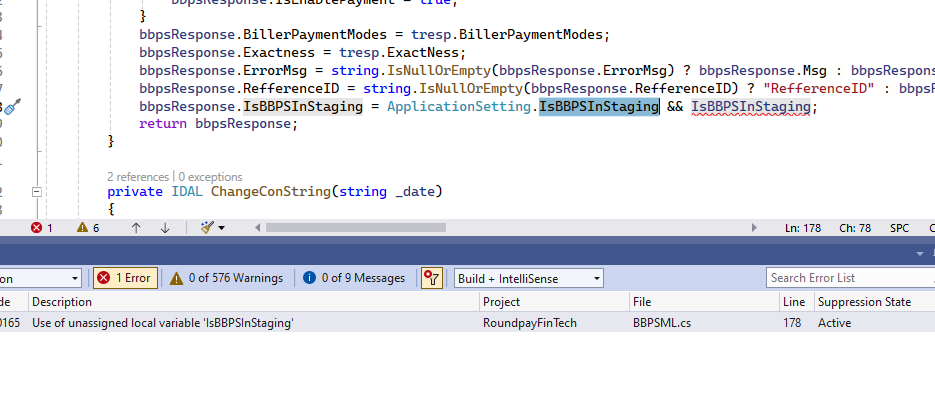 bbpsResponse.IsEnablePayment = true;
}
bbpsResponse.BillerPaymentModes = tresp.BillerPaymentModes;
bbpsResponse.Exactness = tresp.ExactNess;
bbpsResponse.ErrorMsg = string.IsNullOrEmpty(bbpsResponse.ErrorMsg) ? bbpsResponse.Msg : bbpsRespons
bbpsResponse.RefferenceID = string.IsNullOrEmpty(bbpsResponse.RefferenceID) ? "RefferenceID" : bbps
bbpsResponse.IsBBPSInStaging = ApplicationSetting.IsBBPSInStaging && IsBBPSInStaging;
return bbpsResponse;
}
2 references | 0 exceptions
private IDAL ChangeConString(string _date)
{
1 6 Ln: 178 Ch: 78 SPC
on 1 Error 0 of 576 Warnings 0 of 9 Messages Build + IntelliSense Search Error List
de Description Project File Line Suppression State
0165 Use of unassigned local variable 'IsBBPSInStaging' RoundpayFinTech BBPSML.cs 178 Active